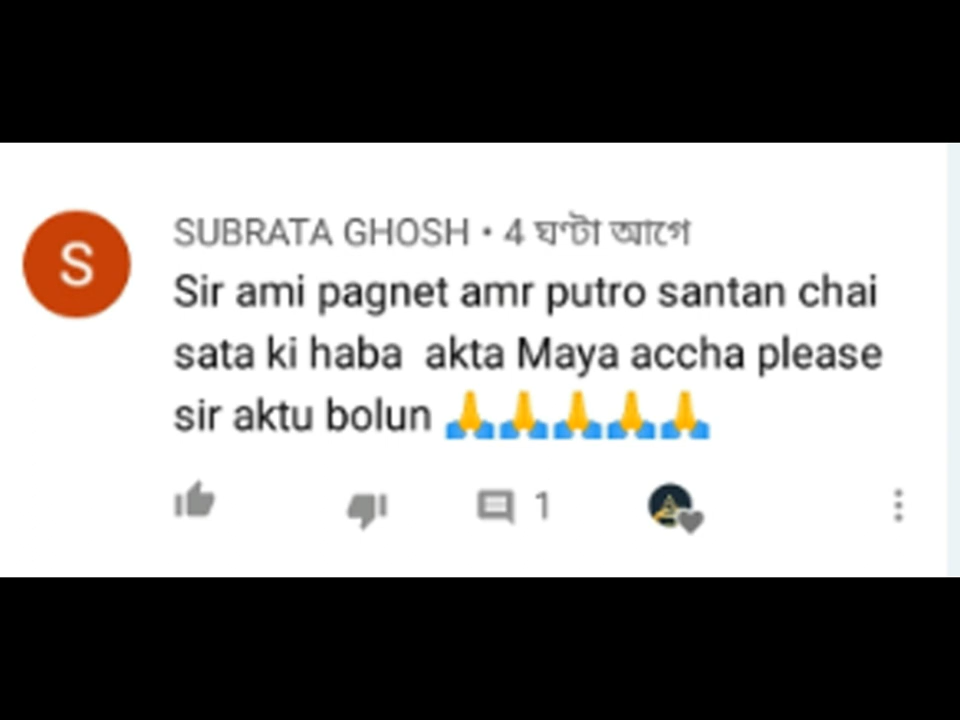 S
SUBRATA GHOSH • 4 ঘণ্টা আগে
Sir ami pagnet amr putro santan chai
sata ki haba akta Maya accha please
sir aktu bolun 🙏🙏🙏🙏🙏
1